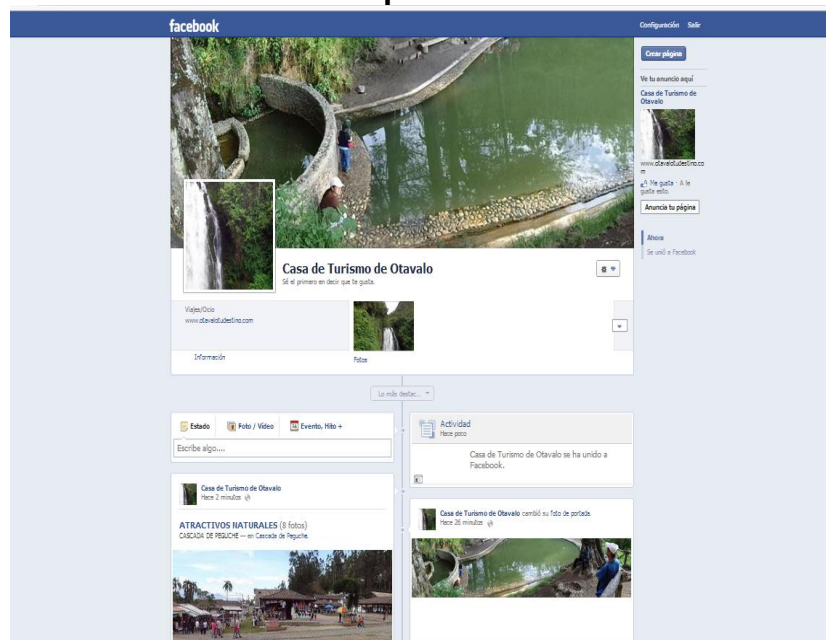 facebook
Configuración Salir
Crear página
Ve tu anuncio aquí
Casa de Turismo de
Otavalo
www.otavalotudestino.co
m
Me gusta · A le
gusta esto.
Anuncia tu página
Ahora
Se unió a Facebook
Casa de Turismo de Otavalo
Sé el primero en decir que te gusta.
Viajes/Ocio
www.otavalotudestino.com
Información
Fotos
Lo más destac...
Estado Foto / Vídeo Evento, Hito +
Escribe algo....
Actividad
Hace poco
Casa de Turismo de Otavalo se ha unido a
Facebook.
Casa de Turismo de Otavalo
Hace 2 minutos
ATRACTIVOS NATURALES (8 fotos)
CASCADA DE PEGUCHE — en Cascada de Peguche.
Casa de Turismo de Otavalo cambió su foto de portada.
Hace 26 minutos